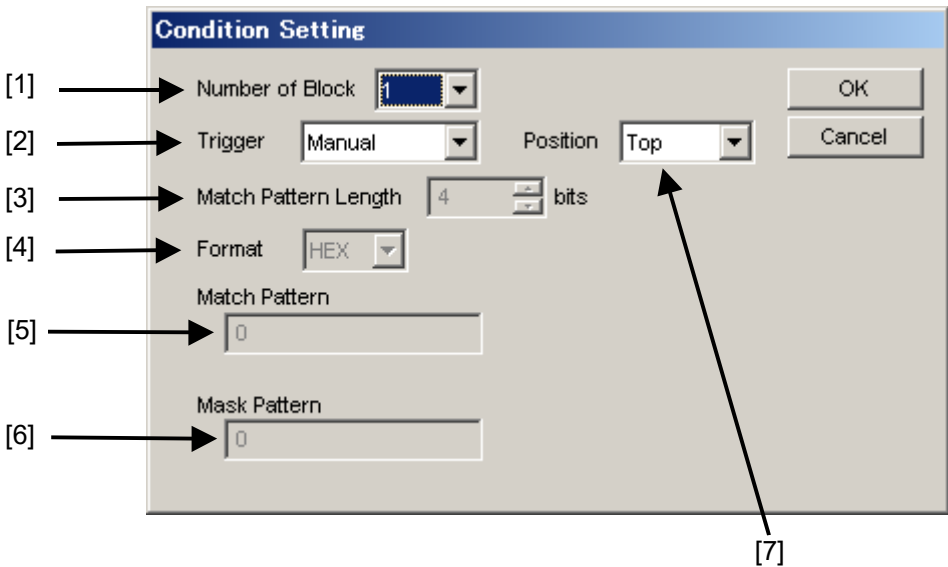 Condition Setting
[1] Number of Block 1 OK
[2] Trigger Manual Position Top Cancel
[3] Match Pattern Length 4 bits
[4] Format HEX
Match Pattern
[5] 0
Mask Pattern
[6] 0
[7]